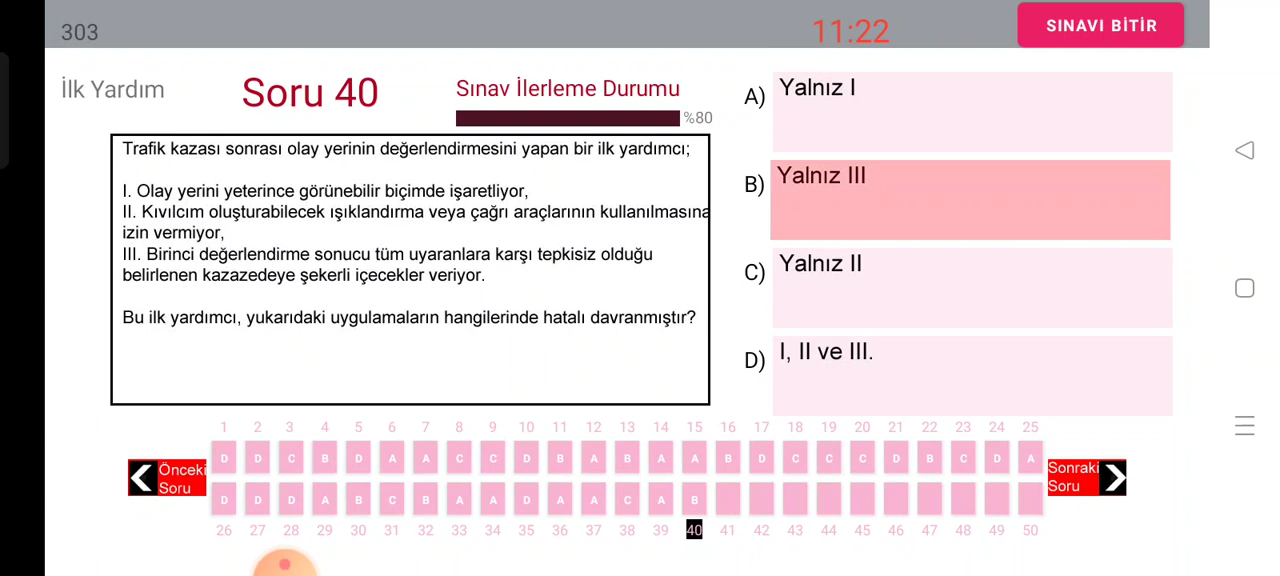 303
11:22
SINAVI BİTİR
İlk Yardım
Soru 40
Sınav İlerleme Durumu
%80
Trafik kazası sonrası olay yerinin değerlendirmesini yapan bir ilk yardımcı;
I. Olay yerini yeterince görünebilir biçimde işaretliyor,
II. Kıvılcım oluşturabilecek ışıklandırma veya çağrı araçlarının kullanılmasına
izin vermiyor,
III. Birinci değerlendirme sonucu tüm uyaranlara karşı tepkisiz olduğu
belirlenen kazazedeye şekerli içecekler veriyor.
Bu ilk yardımcı, yukarıdaki uygulamaların hangilerinde hatalı davranmıştır?
A) Yalnız I
B) Yalnız III
C) Yalnız II
D) I, II ve III.
1 2 3 4 5 6 7 8 9 10 11 12 13 14 15 16 17 18 19 20 21 22 23 24 25
D D C B D A A C C D B A B A A B D C C C D B C D A
Önceki
Soru
Sonraki
Soru
D D D A B C B A A D A A C A B
26 27 28 29 30 31 32 33 34 35 36 37 38 39 40 41 42 43 44 45 46 47 48 49 50